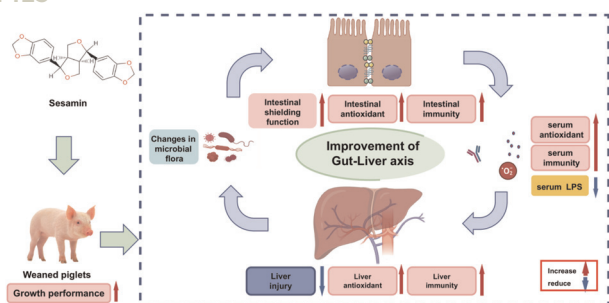 Sesamin
Weaned piglets
Growth performance
Changes in
microbial
flora
Intestinal
shielding
function
Intestinal
antioxidant
Intestinal
immunity
Improvement of
Gut-Liver axis
serum
antioxidant
serum
immunity
serum LPS
Liver
injury
Liver
antioxidant
Liver
immunity
Increase
reduce